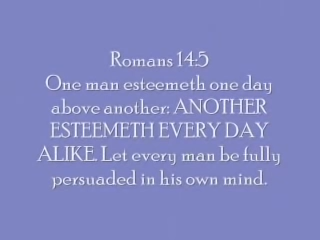 Romans 14:5
One man esteemeth one day
above another: ANOTHER
ESTEEMETH EVERY DAY
ALIKE. Let every man be fully
persuaded in his own mind.